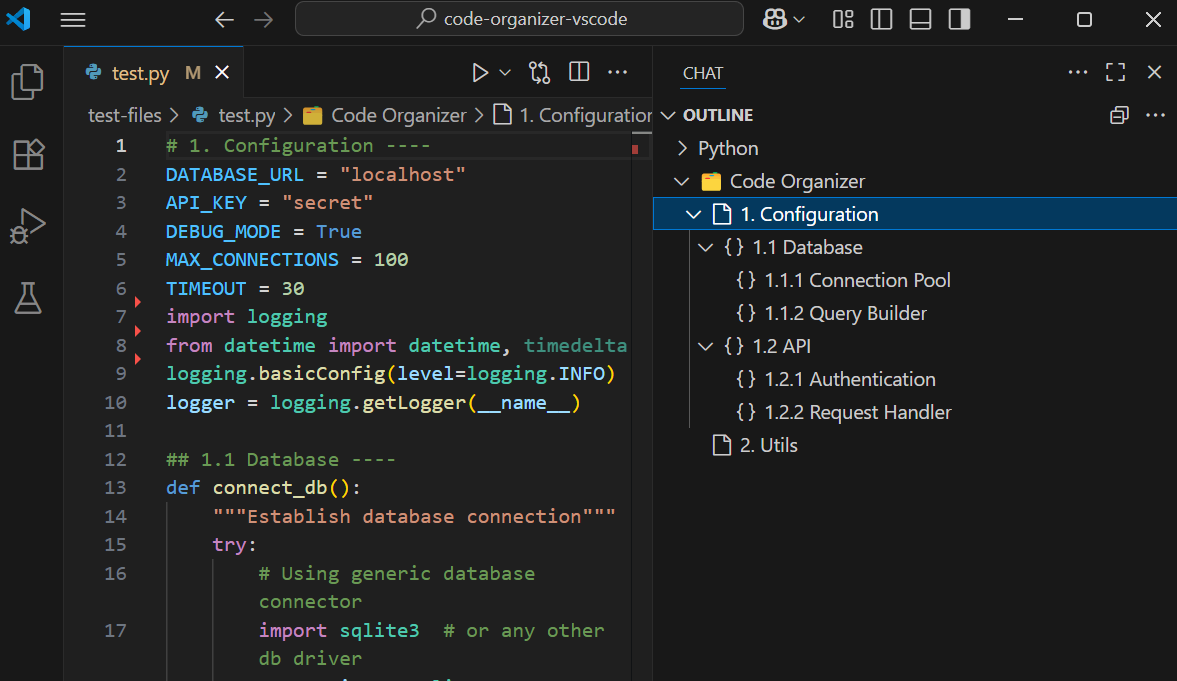 code-organizer-vscode
test.py M
CHAT
test-files > test.py > Code Organizer > 1. Configuration
OUTLINE
Python
Code Organizer
1. Configuration
1.1 Database
1.1.1 Connection Pool
1.1.2 Query Builder
1.2 API
1.2.1 Authentication
1.2.2 Request Handler
2. Utils
1 # 1. Configuration ----
2 DATABASE_URL = "localhost"
3 API_KEY = "secret"
4 DEBUG_MODE = True
5 MAX_CONNECTIONS = 100
6 TIMEOUT = 30
7 import logging
8 from datetime import datetime, timedelta
9 logging.basicConfig(level=logging.INFO)
10 logger = logging.getLogger(__name__)
11
12 ## 1.1 Database ----
13 def connect_db():
14 """Establish database connection"""
15 try:
16 # Using generic database
connector
17 import sqlite3 # or any other
db driver